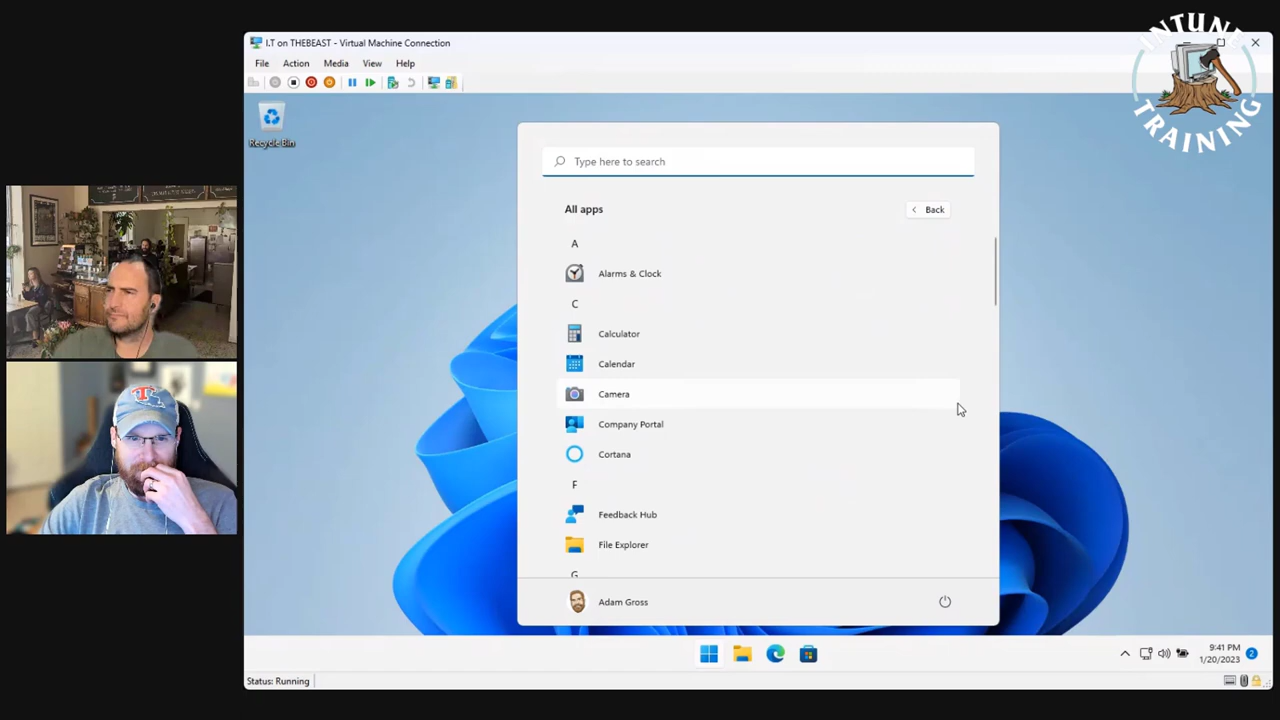 I.T on THEBEAST - Virtual Machine Connection
File Action Media View Help
INTUNE
TRAINING
Recycle Bin
Type here to search
All apps
Back
A
Alarms & Clock
C
Calculator
Calendar
Camera
Company Portal
Cortana
F
Feedback Hub
File Explorer
G
Adam Gross
9:41 PM
1/20/2023
2
Status: Running